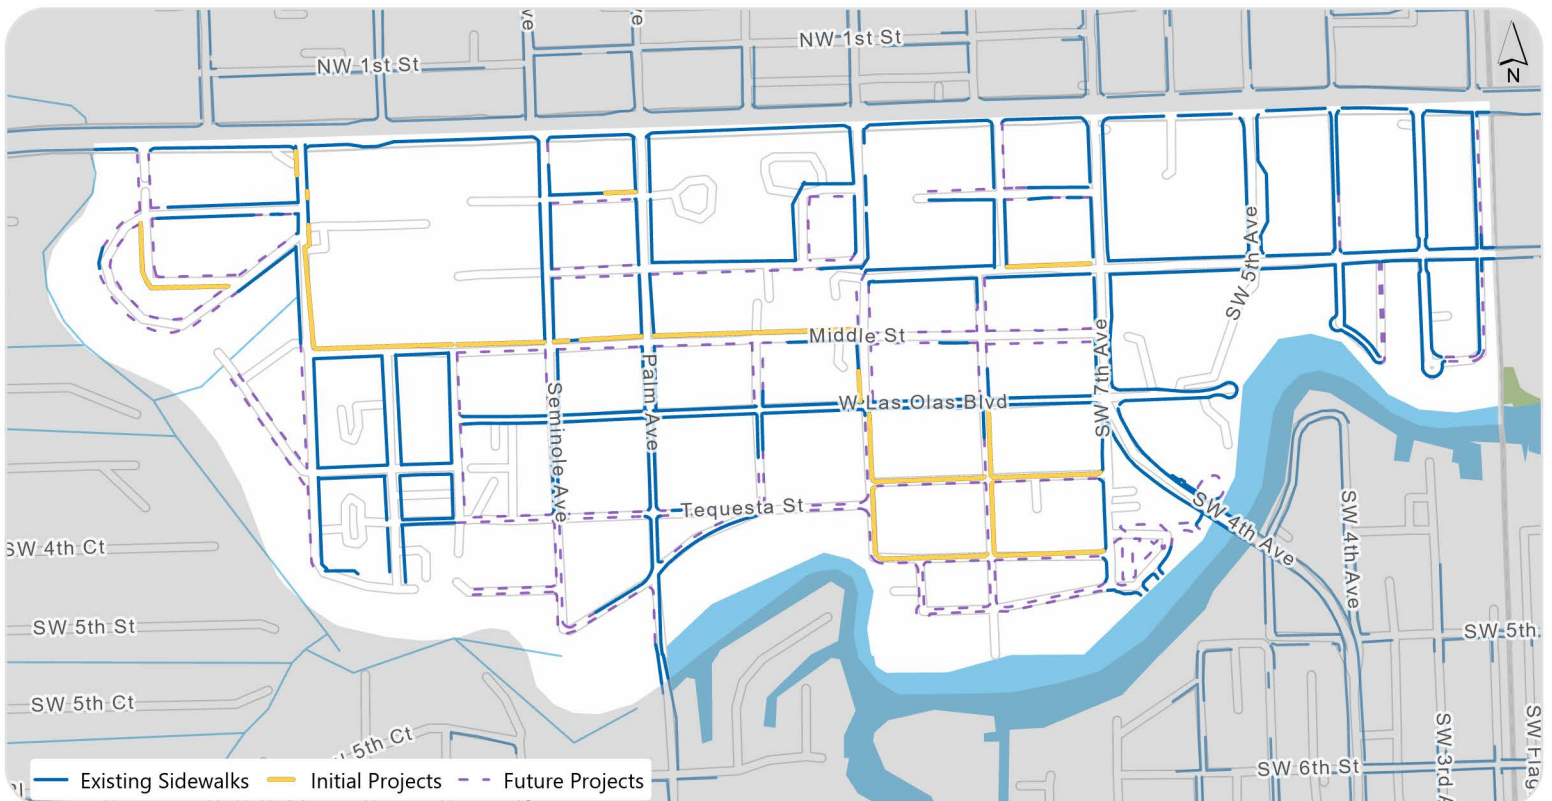 NW 1st St
NW 1st St
N
SW 5th Ave
Middle St
SW 7th Ave
Palm Ave
Seminole Ave
W Las Olas Blvd
Tequesta St
SW 4th Ave
SW 4th Ave
SW 4th Ct
SW 5th St
SW 5th
SW 5th Ct
5th Ct
SW 3rd
SW Flag
SW 6th St
Existing Sidewalks
Initial Projects
Future Projects